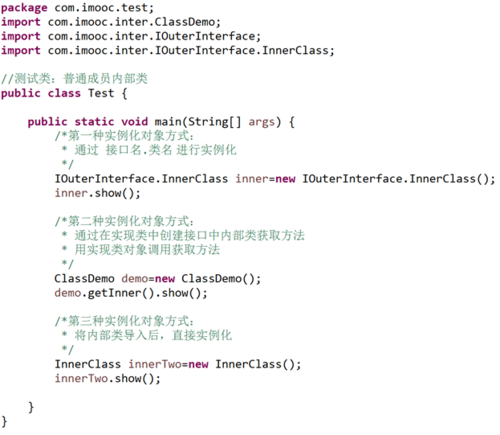 package com.imooc.test;
import com.imooc.inter.ClassDemo;
import com.imooc.inter.IOuterInterface;
import com.imooc.inter.IOuterInterface.InnerClass;
//测试类：普通成员内部类
public class Test {
public static void main(String[] args) {
/*第一种实例化对象方式：
* 通过 接口名.类名 进行实例化
*/
IOuterInterface.InnerClass inner=new IOuterInterface.InnerClass();
inner.show();
/*第二种实例化对象方式：
* 通过在实现类中创建接口中内部类获取方法
* 用实现类对象调用获取方法
*/
ClassDemo demo=new ClassDemo();
demo.getInner().show();
/*第三种实例化对象方式：
* 将内部类导入后，直接实例化
*/
InnerClass innerTwo=new InnerClass();
innerTwo.show();
}
}